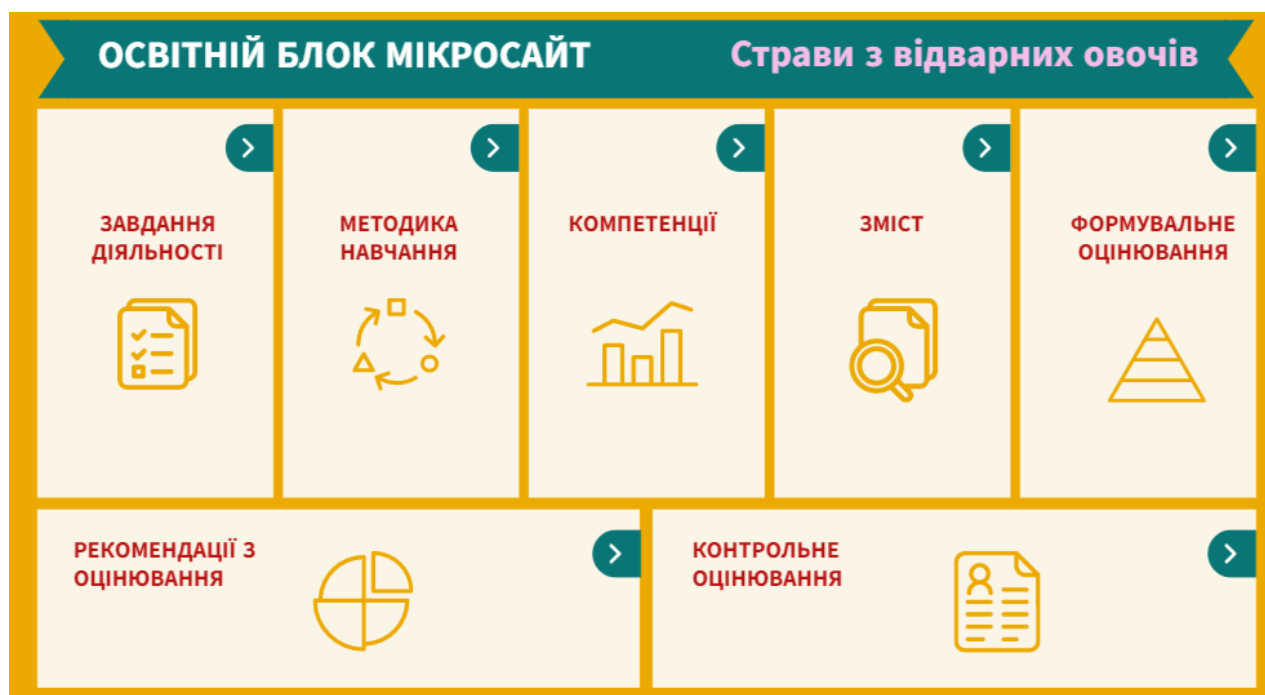 ОСВІТНІЙ БЛОК МІКРОСАЙТ
Страви з відварних овочів
ЗАВДАННЯ
ДІЯЛЬНОСТІ
МЕТОДИКА
НАВЧАННЯ
КОМПЕТЕНЦІЇ
ЗМІСТ
ФОРМУВАЛЬНЕ
ОЦІНЮВАННЯ
РЕКОМЕНДАЦІЇ З
ОЦІНЮВАННЯ
КОНТРОЛЬНЕ
ОЦІНЮВАННЯ